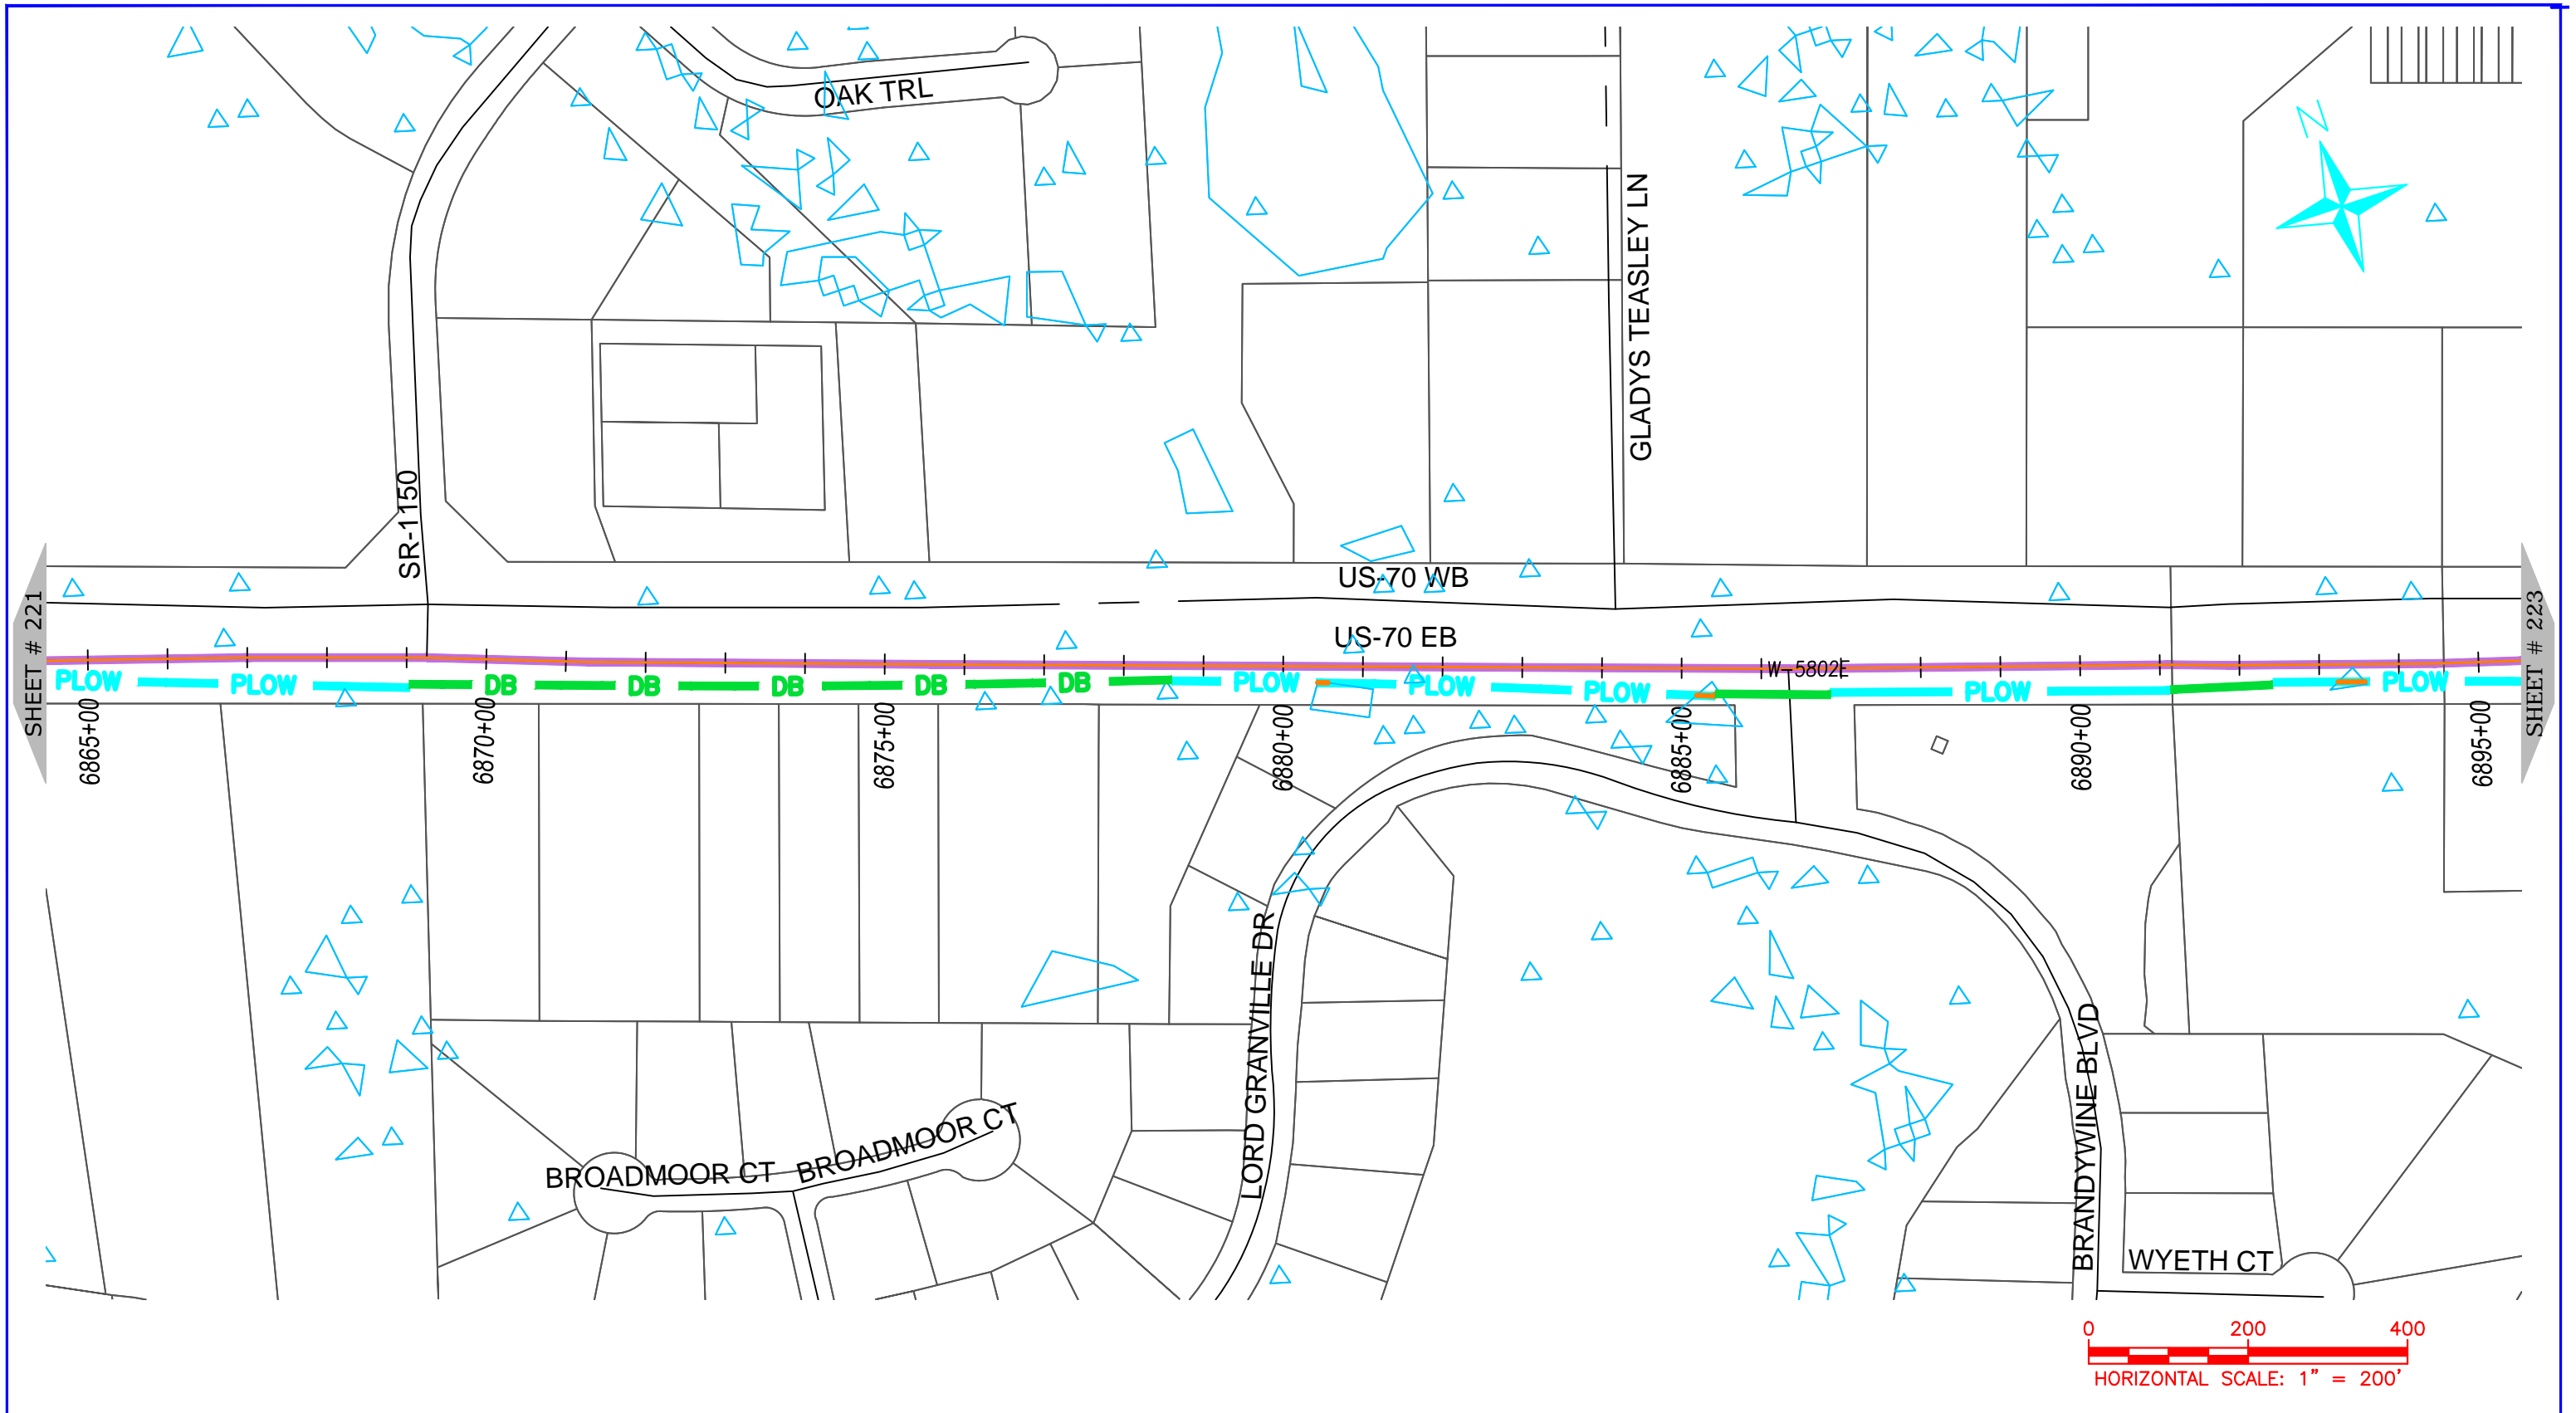 OAK TRL
N
GLADYS TEASLEY LN
SR-1150
US-70 WB
US-70 EB
W-5802E
SHEET # 221
SHEET # 223
PLOW
PLOW
DB
DB
DB
DB
DB
PLOW
PLOW
PLOW
PLOW
PLOW
6865+00
6870+00
6875+00
6880+00
6885+00
6890+00
6895+00
LORD GRANVILLE DR
BROADMOOR CT
BROADMOOR CT
BRANDYWINE BLVD
WYETH CT
0 200 400
HORIZONTAL SCALE: 1" = 200'